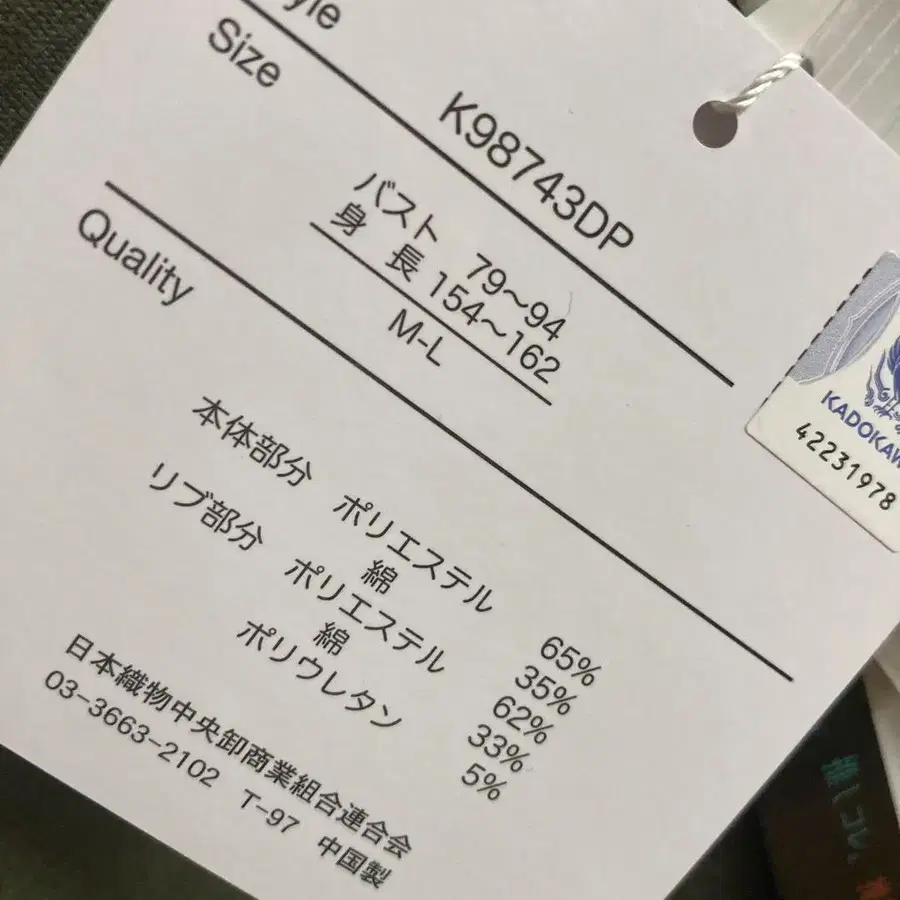 Size
K98743DP
バスト 79～94
身 長 154～162
M-L
Quality
本体部分 ポリエステル 65%
綿 35%
リブ部分 ポリエステル 62%
綿 33%
ポリウレタン 5%
日本織物中央卸商業組合連合会
03-3663-2102 T-97 中国製
42231978